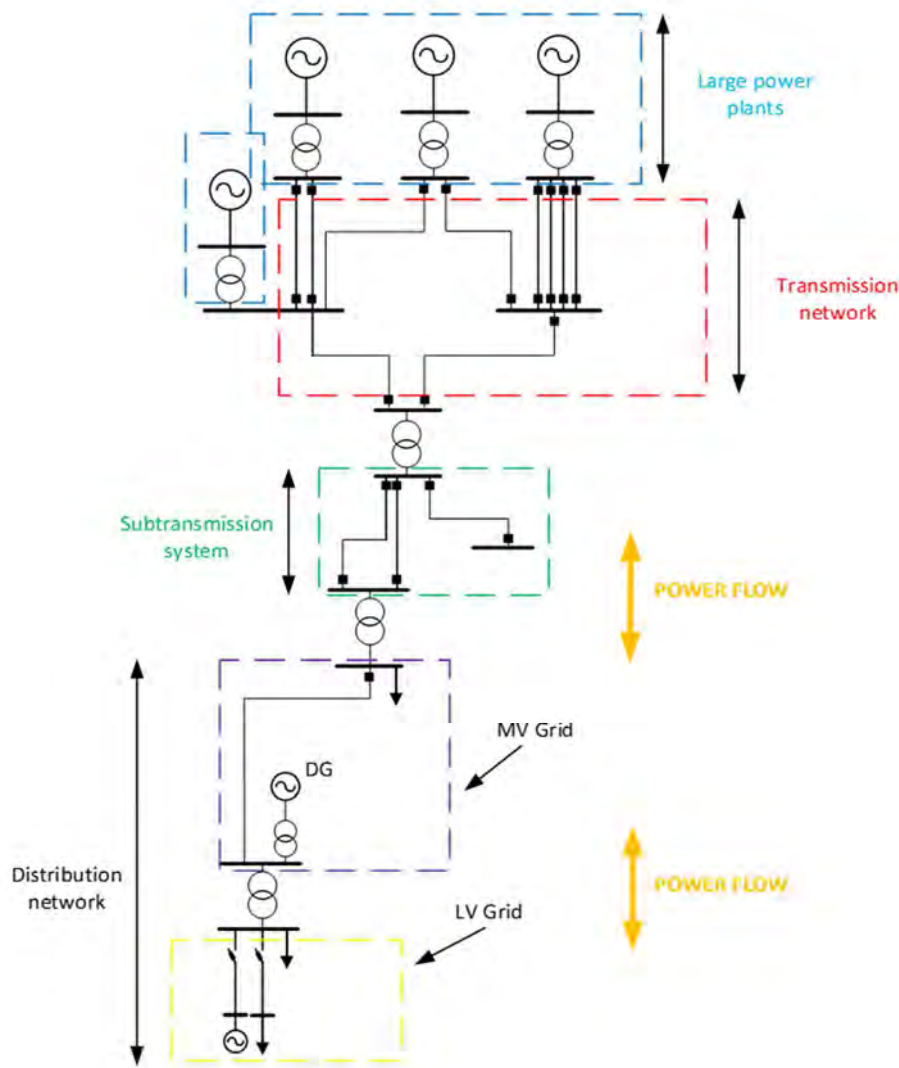 Large power
plants
Transmission
network
Subtransmission
system
POWER FLOW
MV Grid
DG
Distribution
network
POWER FLOW
LV Grid